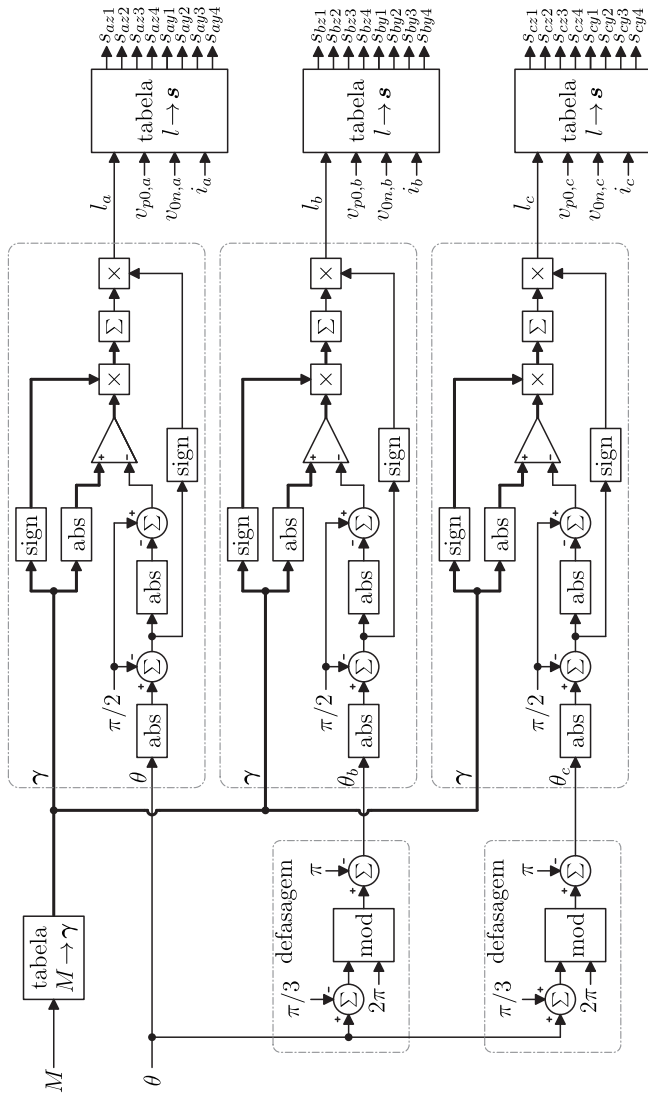 M
tabela
M → γ
θ
γ
sign
abs
θ
abs
π/2
+
-
Σ
abs
-
+
Σ
+
-
sign
×
Σ
×
l_a
v_{p0,a}
v_{0n,a}
i_a
tabela
l → s
s_{az1}
s_{az2}
s_{az3}
s_{az4}
s_{ay1}
s_{ay2}
s_{ay3}
s_{ay4}
defasagem
π/3
+
-
Σ
2π
mod
π
+
-
Σ
γ
sign
abs
θ_b
abs
π/2
+
-
Σ
abs
-
+
Σ
+
-
sign
×
Σ
×
l_b
v_{p0,b}
v_{0n,b}
i_b
tabela
l → s
s_{bz1}
s_{bz2}
s_{bz3}
s_{bz4}
s_{by1}
s_{by2}
s_{by3}
s_{by4}
defasagem
π/3
+
+
Σ
2π
mod
π
+
-
Σ
γ
sign
abs
θ_c
abs
π/2
+
-
Σ
abs
-
+
Σ
+
-
sign
×
Σ
×
l_c
v_{p0,c}
v_{0n,c}
i_c
tabela
l → s
s_{cz1}
s_{cz2}
s_{cz3}
s_{cz4}
s_{cy1}
s_{cy2}
s_{cy3}
s_{cy4}